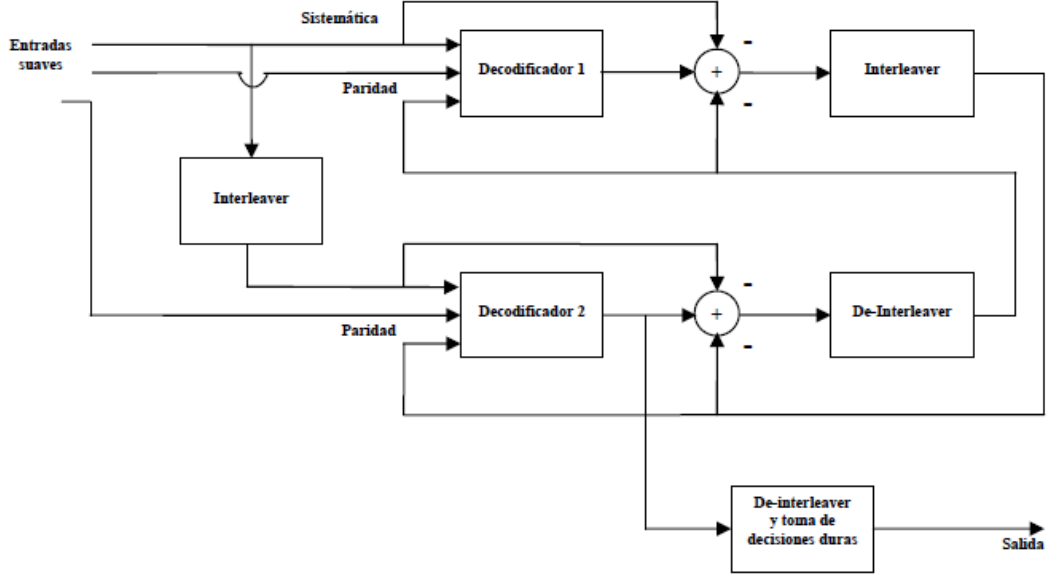 Sistemática
Entradas
suaves
Decodificador 1
-
+
-
Interleaver
Paridad
Interleaver
Decodificador 2
-
+
-
De-Interleaver
Paridad
De-interleaver
y toma de
decisiones duras
Salida